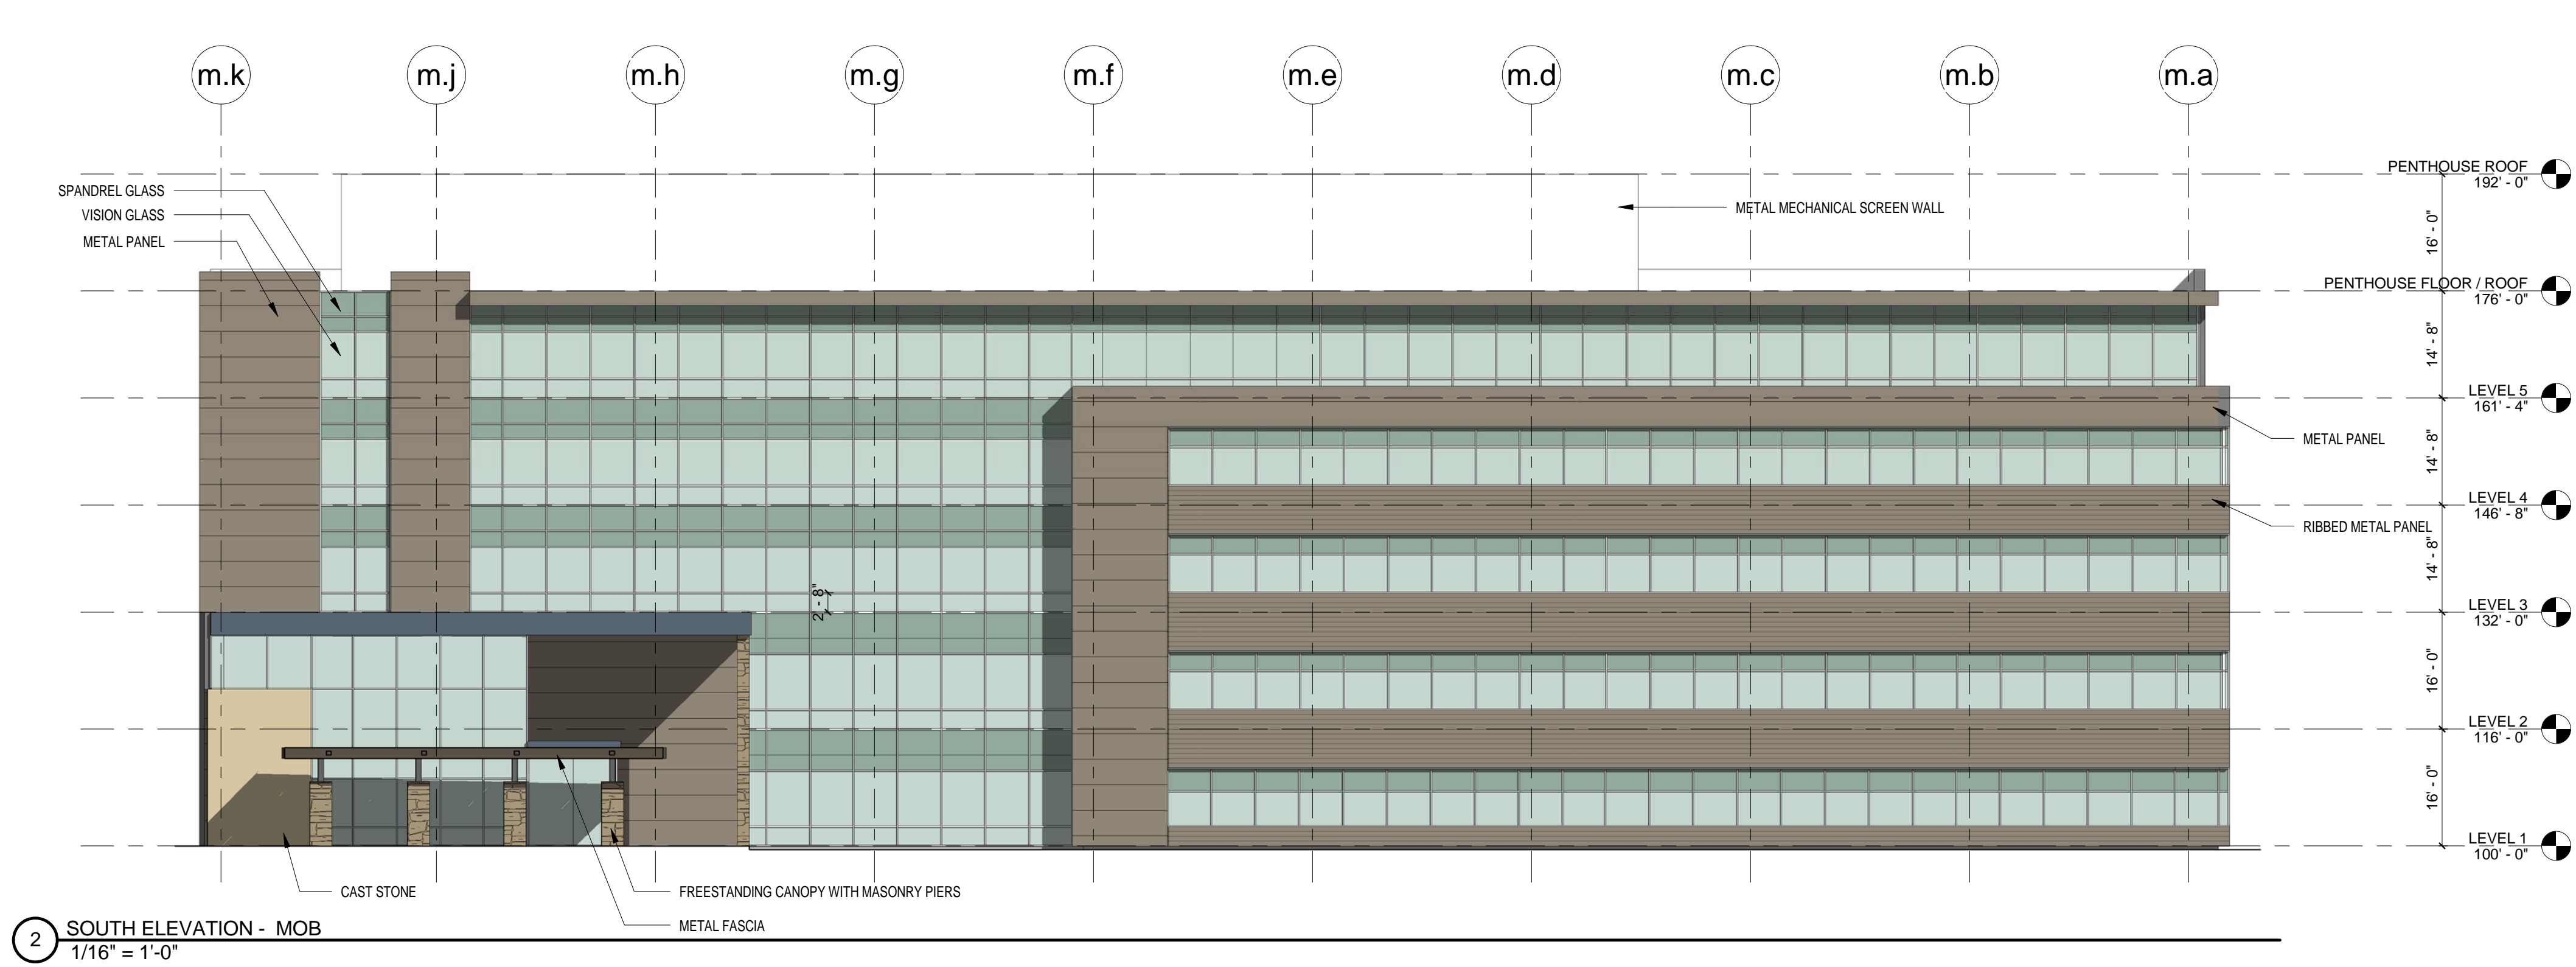 m.k m.j m.h m.g m.f m.e m.d m.c m.b m.a
PENTHOUSE ROOF
192' - 0"
SPANDREL GLASS
VISION GLASS
METAL PANEL
METAL MECHANICAL SCREEN WALL
16' - 0"
PENTHOUSE FLOOR / ROOF
176' - 0"
14' - 8"
LEVEL 5
161' - 4"
METAL PANEL
14' - 8"
LEVEL 4
146' - 8"
RIBBED METAL PANEL
14' - 8"
2' - 8"
LEVEL 3
132' - 0"
16' - 0"
LEVEL 2
116' - 0"
16' - 0"
LEVEL 1
100' - 0"
CAST STONE
FREESTANDING CANOPY WITH MASONRY PIERS
METAL FASCIA
2
SOUTH ELEVATION - MOB
1/16" = 1'-0"